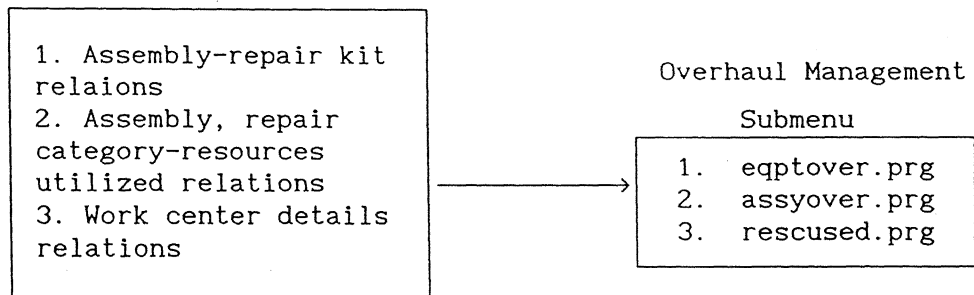 1. Assembly-repair kit
relaions
2. Assembly, repair
category-resources
utilized relations
3. Work center details
relations
Overhaul Management
Submenu
1. eqptover.prg
2. assyover.prg
3. rescused.prg